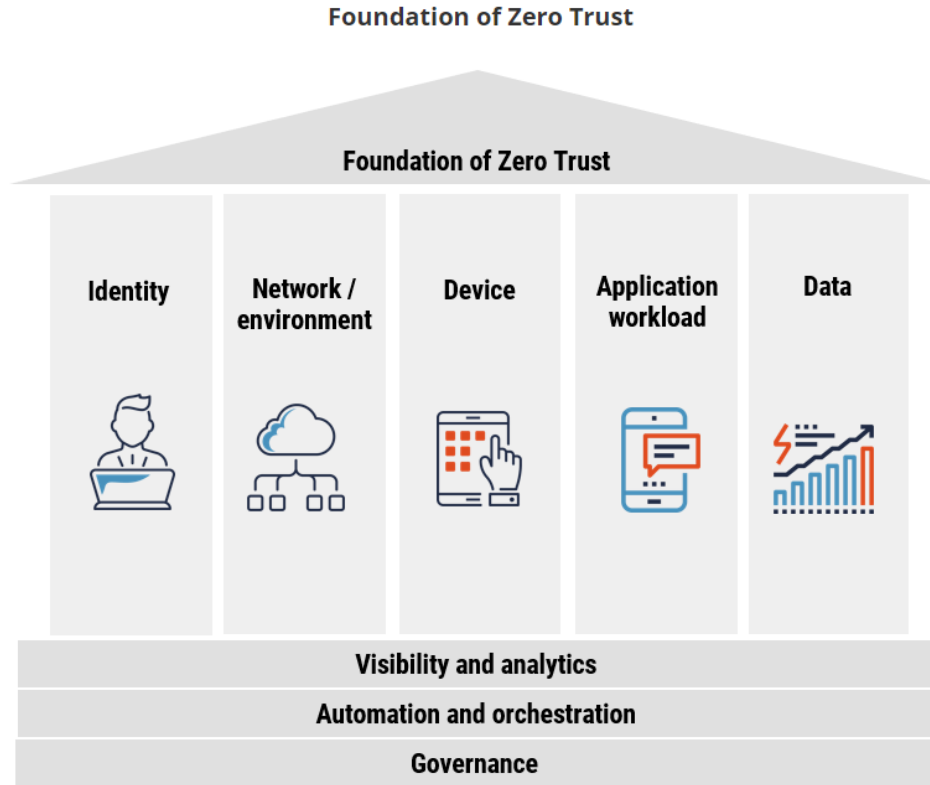 Foundation of Zero Trust
Foundation of Zero Trust
Identity
Network /
environment
Device
Application
workload
Data
Visibility and analytics
Automation and orchestration
Governance